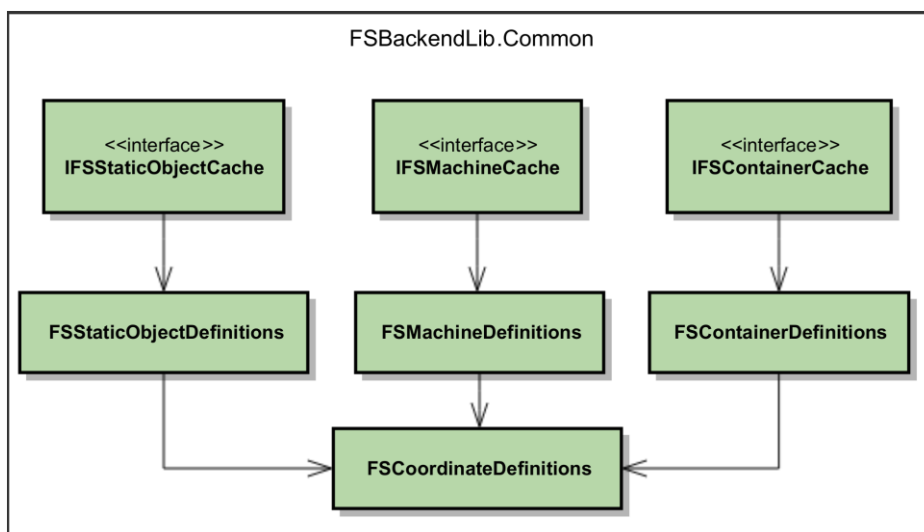 FSBackendLib.Common
<<interface>>
IFSStaticObjectCache
<<interface>>
IFSMachineCache
<<interface>>
IFSContainerCache
FSStaticObjectDefinitions
FSMachineDefinitions
FSContainerDefinitions
FSCoordinateDefinitions